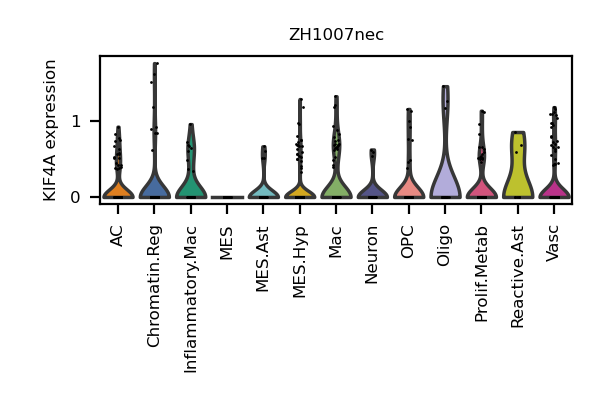 ZH1007nec
KIF4A expression
1
0
AC
Chromatin.Reg
Inflammatory.Mac
MES
MES.Ast
MES.Hyp
Mac
Neuron
OPC
Oligo
Prolif.Metab
Reactive.Ast
Vasc